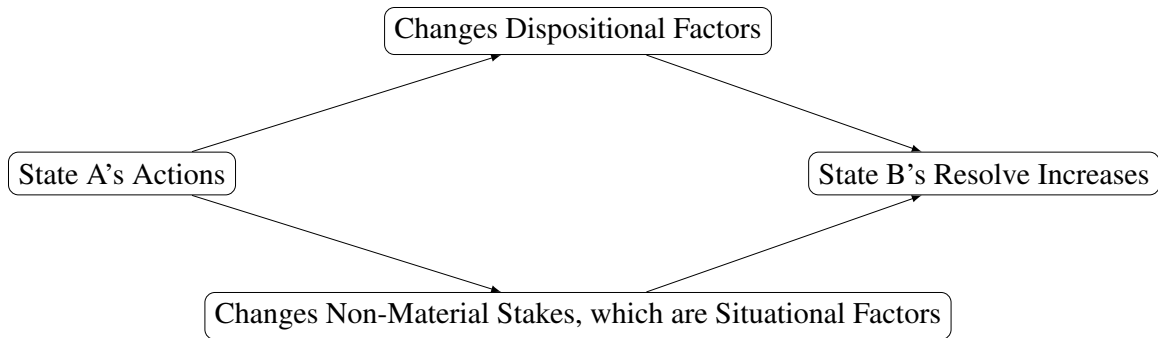 Changes Dispositional Factors
State A's Actions
State B's Resolve Increases
Changes Non-Material Stakes, which are Situational Factors